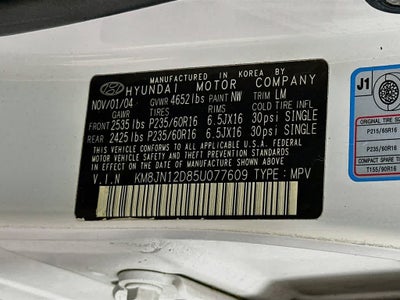 MANUFACTURED IN KOREA BY
HYUNDAI MOTOR COMPANY
NOV/01/04 GVWR 4652lbs PAINT NW TRIM LM
GAWR TIRES RIMS COLD TIRE INFL
FRONT 2535 lbs P235/60R16 6.5JX16 30psi SINGLE
REAR 2425 lbs P235/60R16 6.5JX16 30psi SINGLE
THIS VEHICLE CONFORMS TO ALL APPLICABLE U.S.A. FEDERAL
MOTOR VEHICLE SAFETY AND THEFT PREVENTION STANDARDS
IN EFFECT ON THE DATE OF MANUFACTURE SHOWN ABOVE.
V.I.N KM8JN12D85U077609 TYPE: MPV
J1
ORIGINAL TIRE SIZE
P215/65R16
P235/60R16
COMPACT SPARE TIRE
T155/90R16